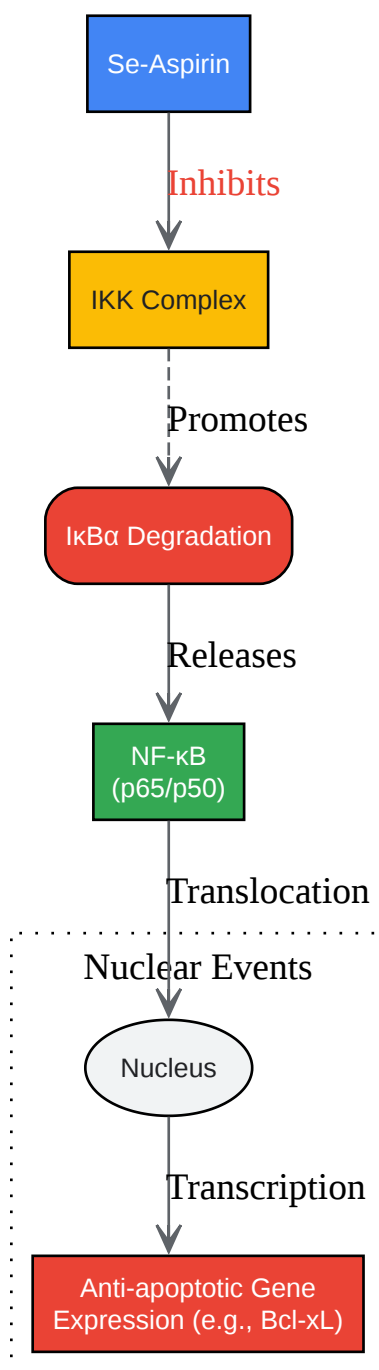 Se-Aspirin
Inhibits
IKK Complex
Promotes
IκBα Degradation
Releases
NF-κB
(p65/p50)
Translocation
Nuclear Events
Nucleus
Transcription
Anti-apoptotic Gene
Expression (e.g., Bcl-xL)